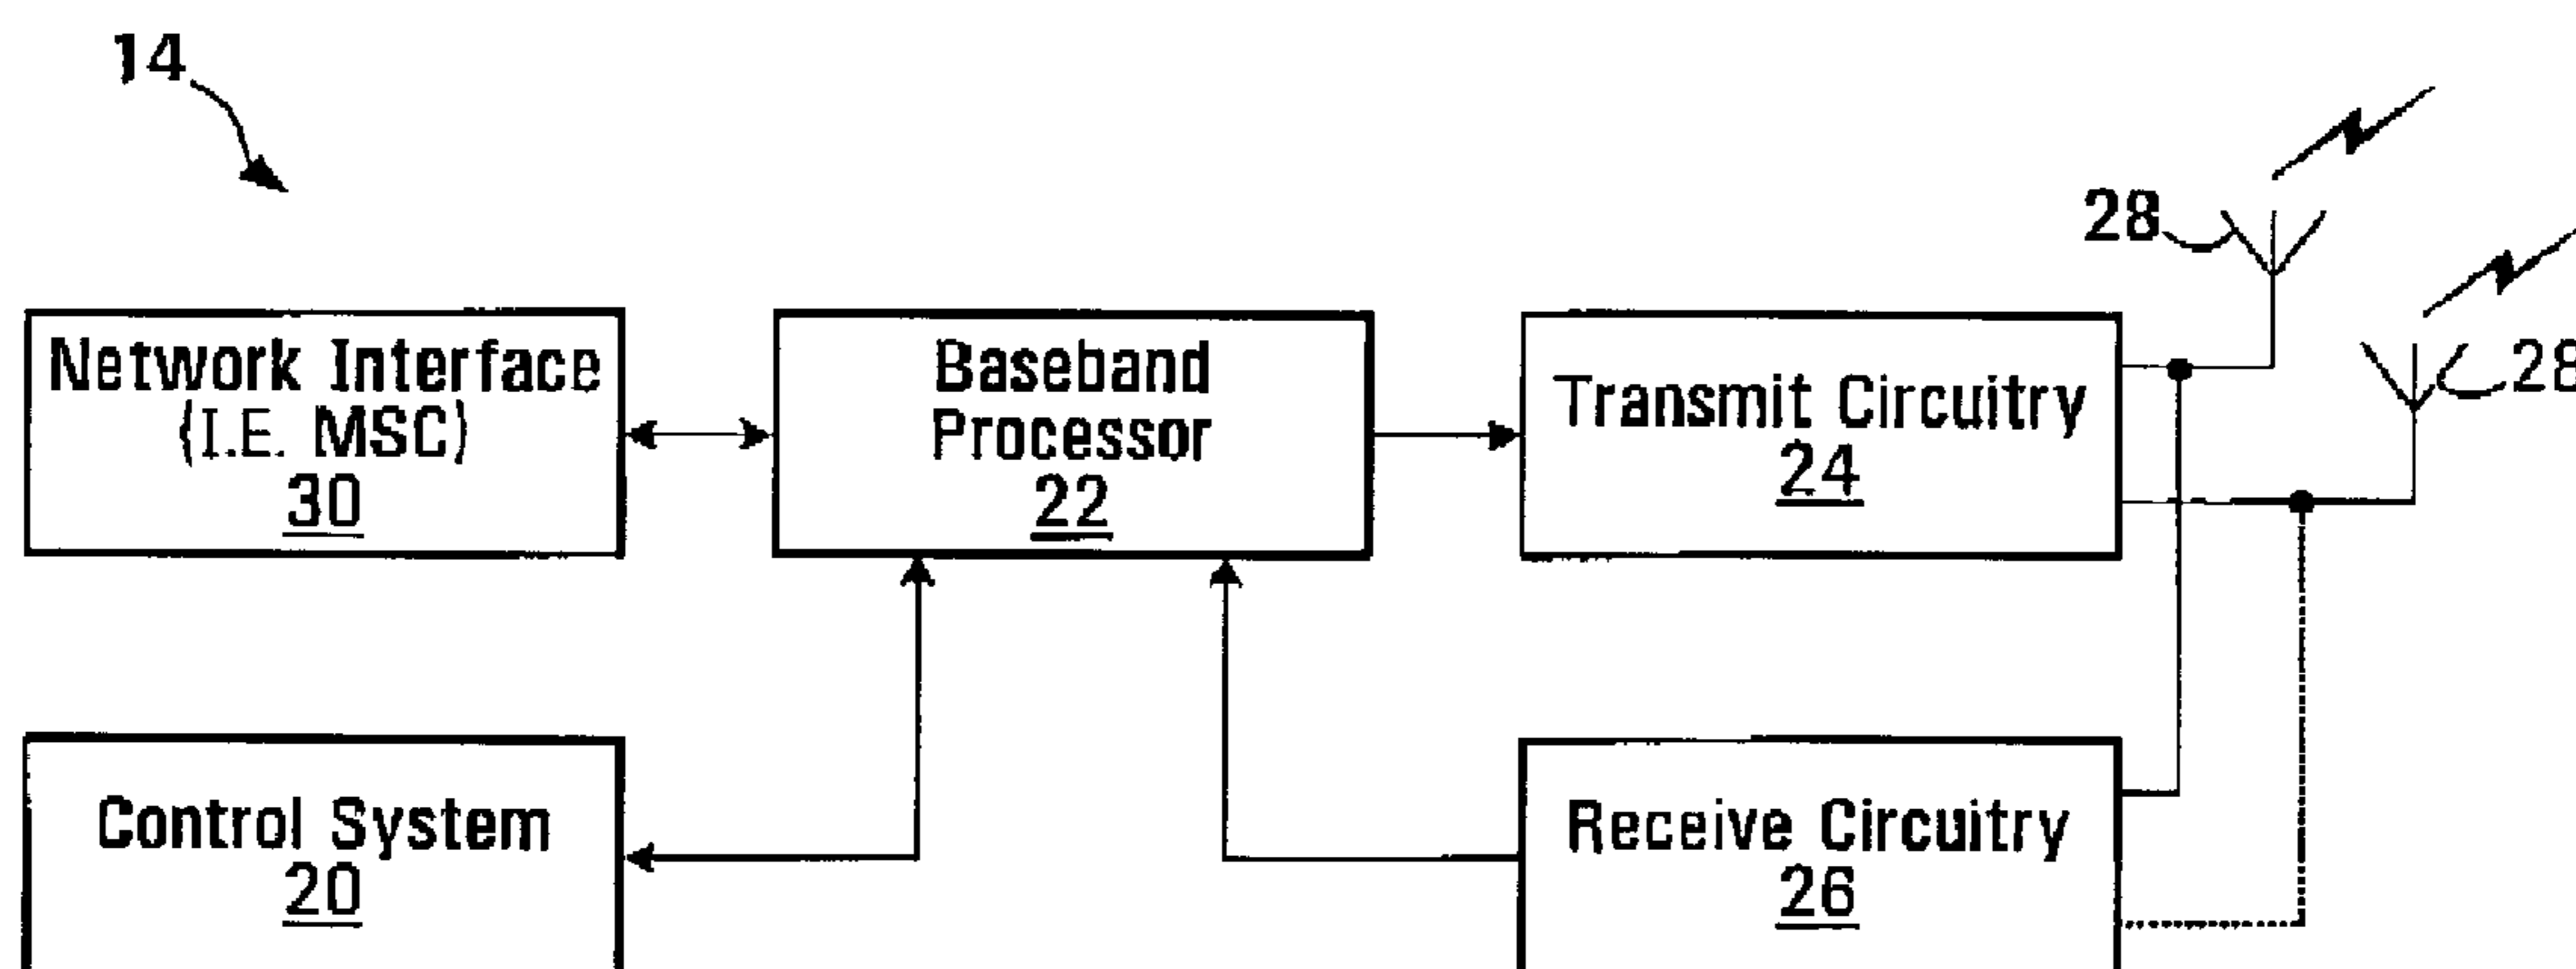 14
28
28
Network Interface
(I.E. MSC)
30
Baseband
Processor
22
Transmit Circuitry
24
Control System
20
Receive Circuitry
26